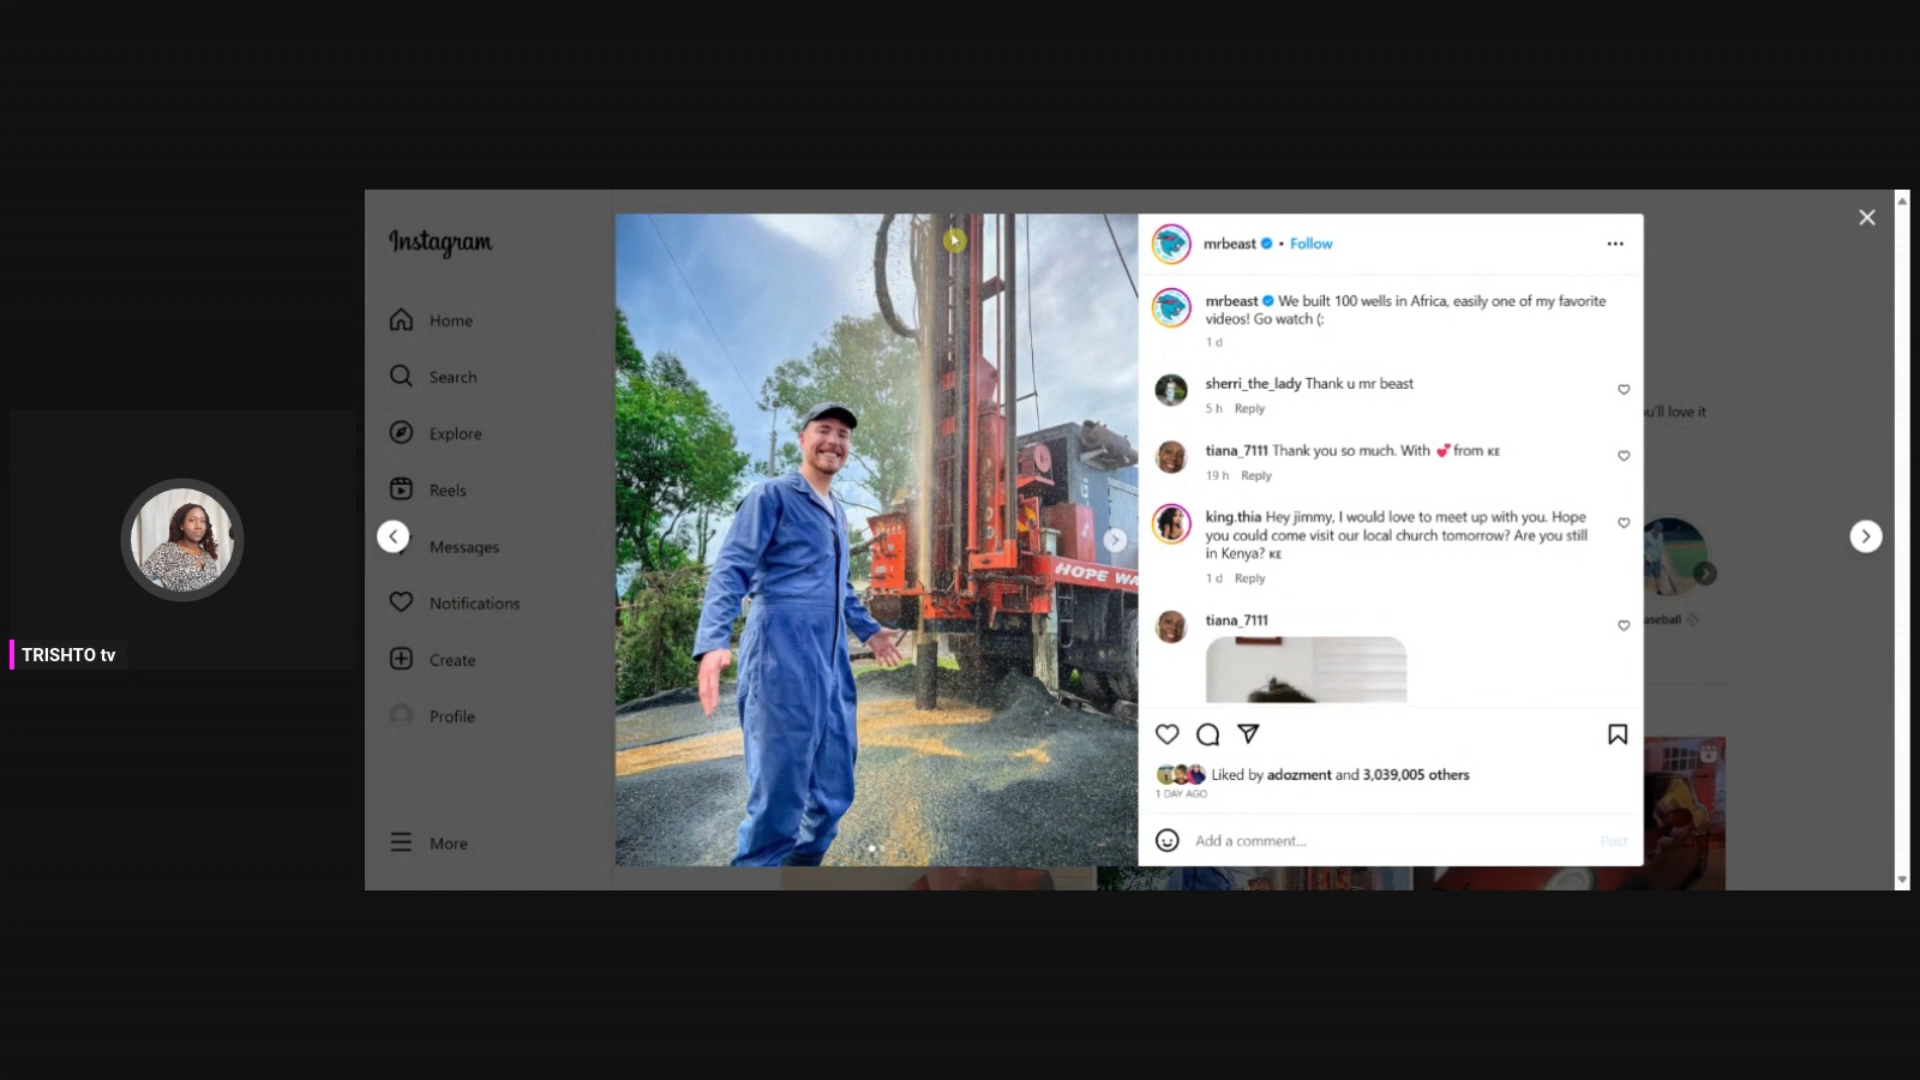 Instagram
Home
Search
Explore
Reels
Messages
Notifications
Create
Profile
More
TRISHTO tv
HOPE WA
mrbeast • Follow
mrbeast We built 100 wells in Africa, easily one of my favorite
videos! Go watch (:
1 d
sherri_the_lady Thank u mr beast
5 h Reply
tiana_7111 Thank you so much. With 💕 from KE
19 h Reply
king.thia Hey jimmy, I would love to meet up with you. Hope
you could come visit our local church tomorrow? Are you still
in Kenya? KE
1 d Reply
tiana_7111
Liked by adozment and 3,039,005 others
1 DAY AGO
Add a comment...
Post
u'll love it
aseball